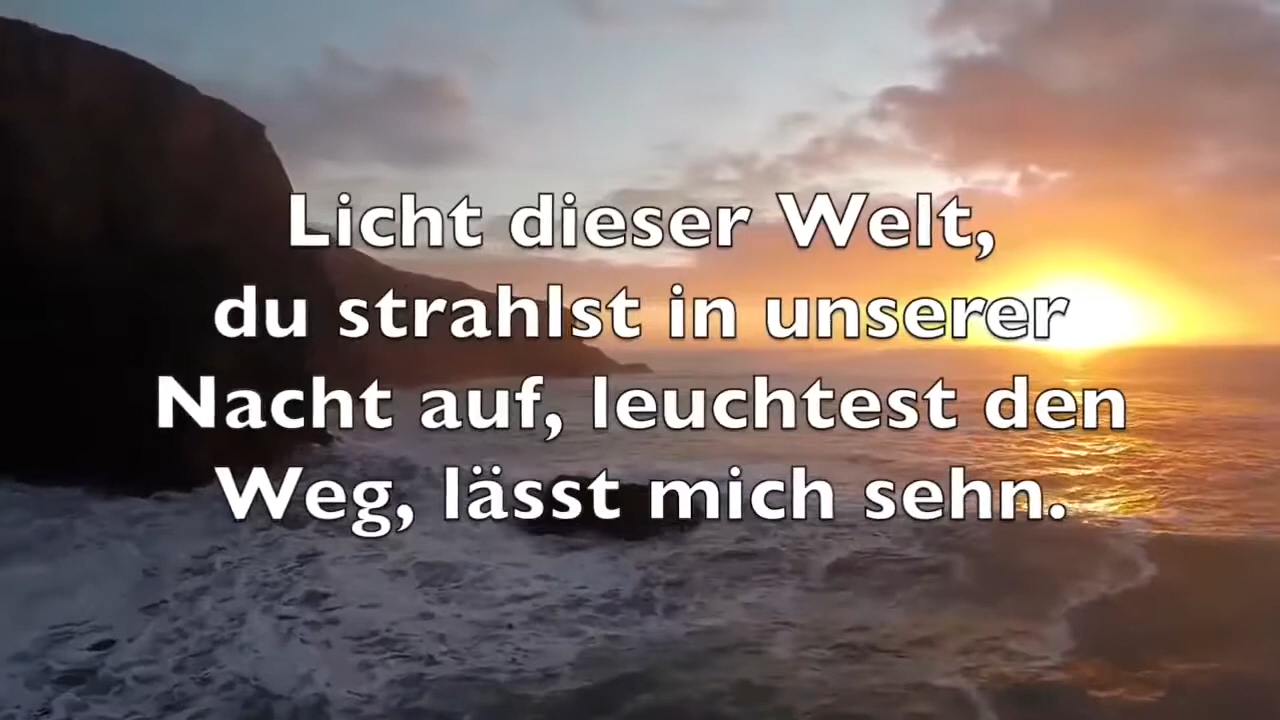 Licht dieser Welt,
du strahlst in unserer
Nacht auf, leuchtest den
Weg, lässt mich sehn.